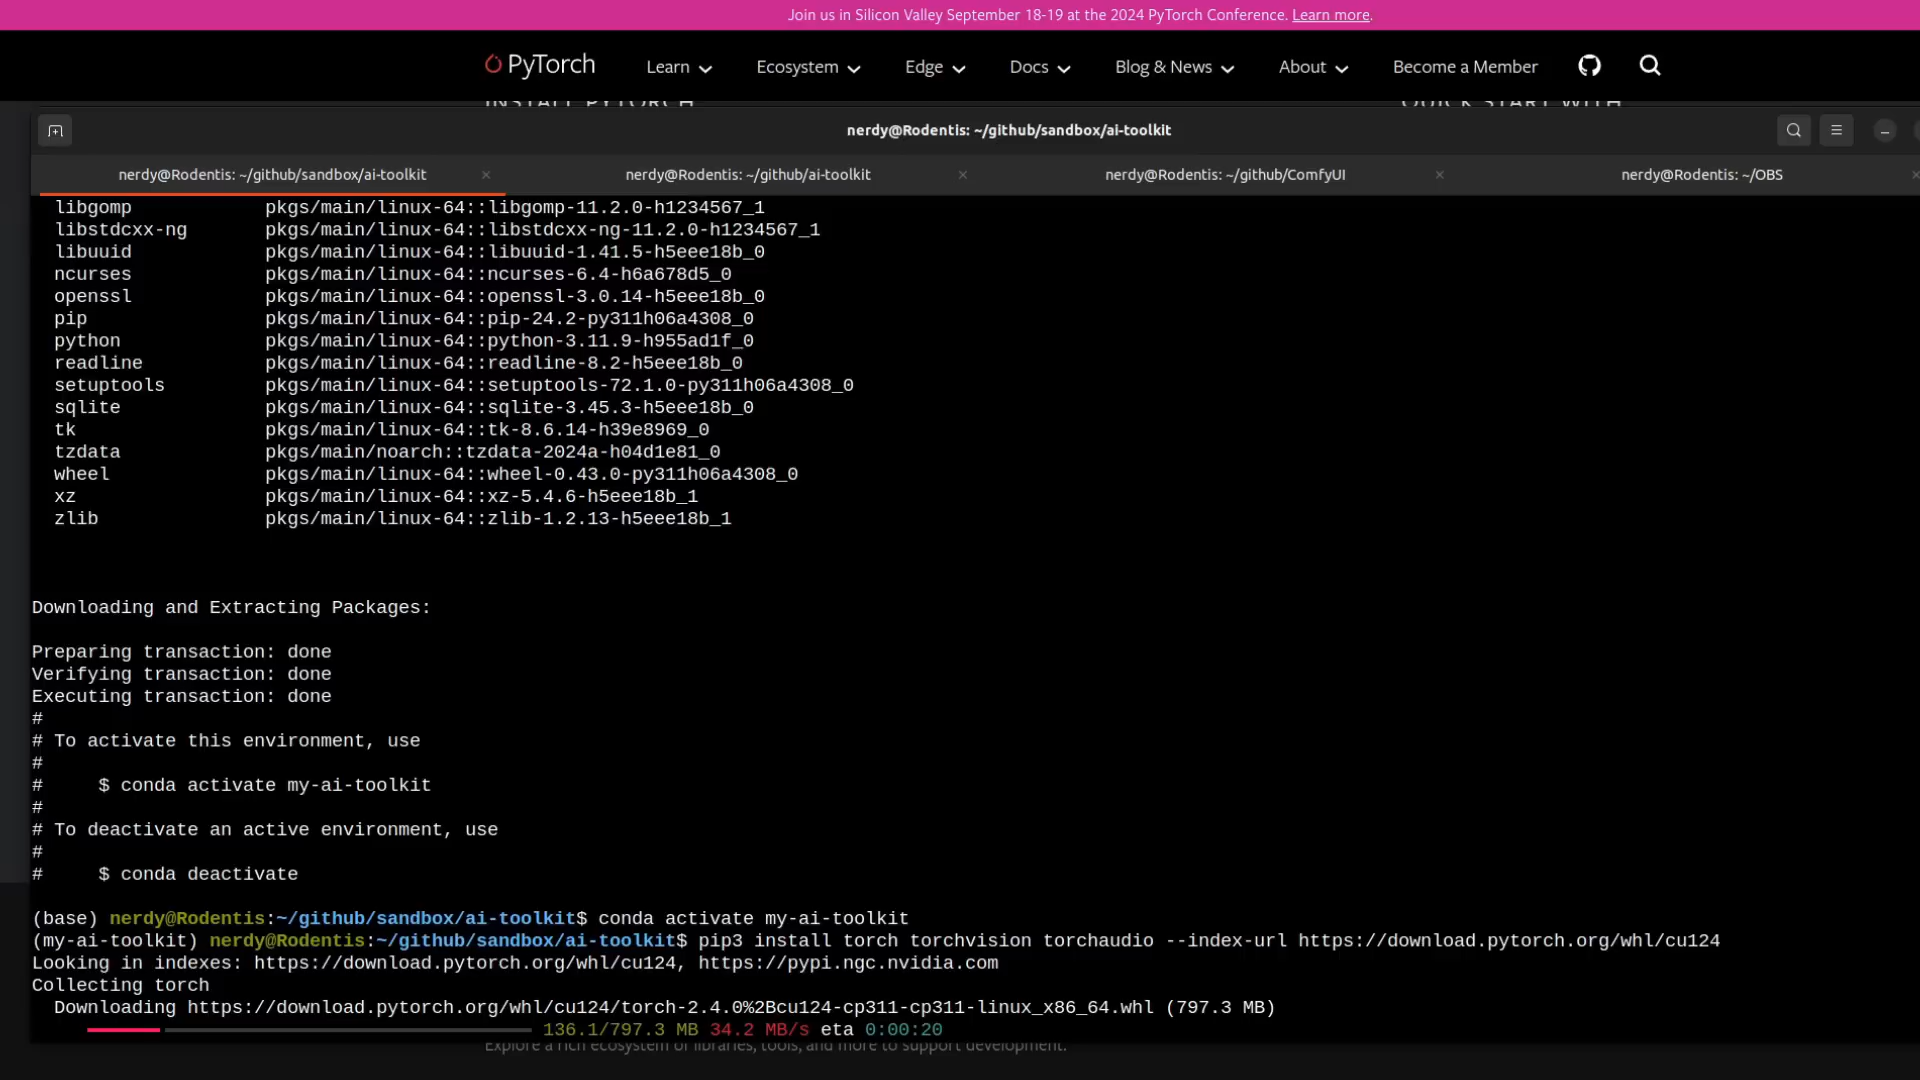 Join us in Silicon Valley September 18-19 at the 2024 PyTorch Conference. Learn more.
PyTorch Learn Ecosystem Edge Docs Blog & News About Become a Member
INSTALL PYTORCH QUICK START WITH
nerdy@Rodentis: ~/github/sandbox/ai-toolkit
nerdy@Rodentis: ~/github/sandbox/ai-toolkit × nerdy@Rodentis: ~/github/ai-toolkit × nerdy@Rodentis: ~/github/ComfyUI × nerdy@Rodentis: ~/OBS ×
libgomp pkgs/main/linux-64::libgomp-11.2.0-h1234567_1
libstdcxx-ng pkgs/main/linux-64::libstdcxx-ng-11.2.0-h1234567_1
libuuid pkgs/main/linux-64::libuuid-1.41.5-h5eee18b_0
ncurses pkgs/main/linux-64::ncurses-6.4-h6a678d5_0
openssl pkgs/main/linux-64::openssl-3.0.14-h5eee18b_0
pip pkgs/main/linux-64::pip-24.2-py311h06a4308_0
python pkgs/main/linux-64::python-3.11.9-h955ad1f_0
readline pkgs/main/linux-64::readline-8.2-h5eee18b_0
setuptools pkgs/main/linux-64::setuptools-72.1.0-py311h06a4308_0
sqlite pkgs/main/linux-64::sqlite-3.45.3-h5eee18b_0
tk pkgs/main/linux-64::tk-8.6.14-h39e8969_0
tzdata pkgs/main/noarch::tzdata-2024a-h04d1e81_0
wheel pkgs/main/linux-64::wheel-0.43.0-py311h06a4308_0
xz pkgs/main/linux-64::xz-5.4.6-h5eee18b_1
zlib pkgs/main/linux-64::zlib-1.2.13-h5eee18b_1
Downloading and Extracting Packages:
Preparing transaction: done
Verifying transaction: done
Executing transaction: done
#
# To activate this environment, use
#
# $ conda activate my-ai-toolkit
#
# To deactivate an active environment, use
#
# $ conda deactivate
(base) nerdy@Rodentis:~/github/sandbox/ai-toolkit$ conda activate my-ai-toolkit
(my-ai-toolkit) nerdy@Rodentis:~/github/sandbox/ai-toolkit$ pip3 install torch torchvision torchaudio --index-url https://download.pytorch.org/whl/cu124
Looking in indexes: https://download.pytorch.org/whl/cu124, https://pypi.ngc.nvidia.com
Collecting torch
Downloading https://download.pytorch.org/whl/cu124/torch-2.4.0%2Bcu124-cp311-cp311-linux_x86_64.whl (797.3 MB)
136.1/797.3 MB 34.2 MB/s eta 0:00:20
Explore a rich ecosystem of libraries, tools, and more to support development.